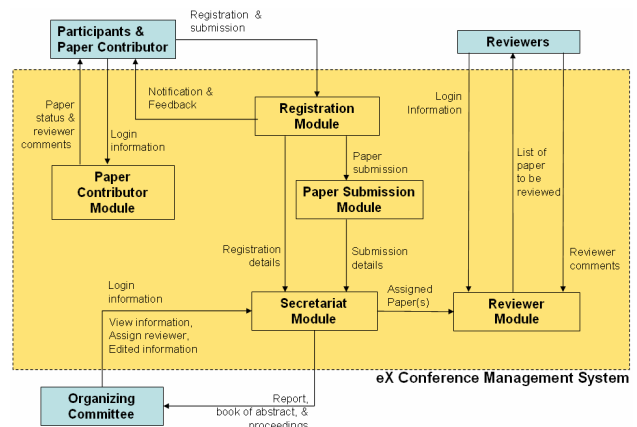 Registration &
submission
Participants &
Paper Contributor
Reviewers
Notification &
Feedback
Registration
Module
Paper
status &
reviewer
comments
Login
information
Login
Information
List of
paper
to be
reviewed
Paper
submission
Paper
Contributor
Module
Paper Submission
Module
Registration
details
Submission
details
Reviewer
comments
Login
information
View information,
Assign reviewer,
Edited information
Secretariat
Module
Assigned
Paper(s)
Reviewer
Module
eX Conference Management System
Organizing
Committee
Report,
book of abstract, &
proceedings